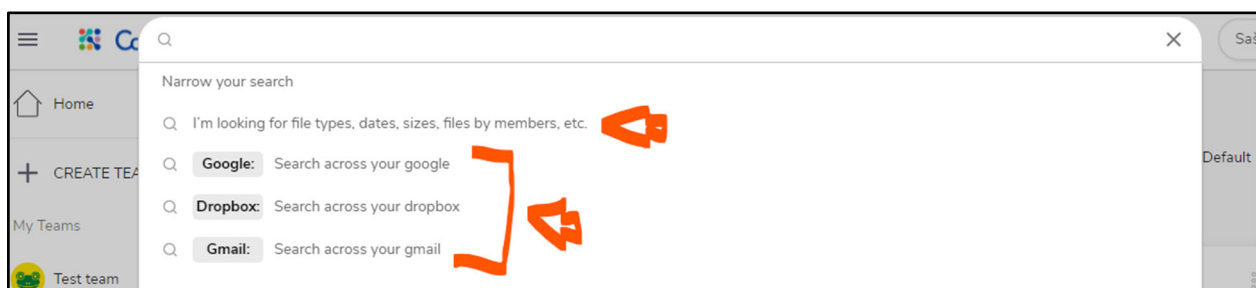 Narrow your search
Home
I'm looking for file types, dates, sizes, files by members, etc.
Google: Search across your google
Default
CREATE TEA
Dropbox: Search across your dropbox
My Teams
Gmail: Search across your gmail
Test team